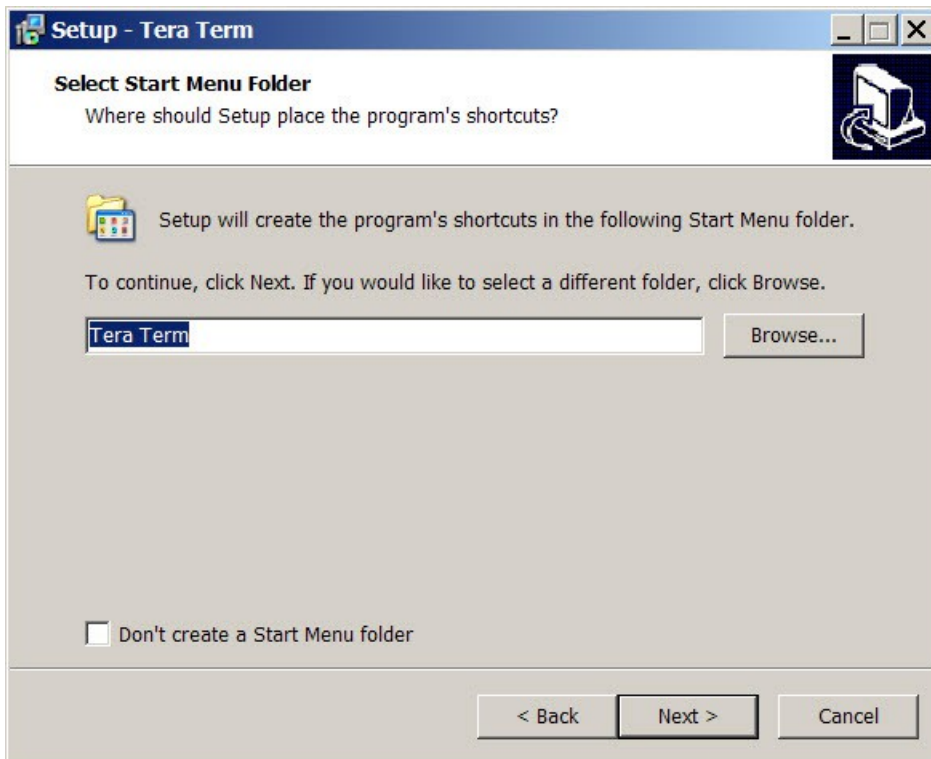 Setup - Tera Term
Select Start Menu Folder
Where should Setup place the program's shortcuts?
Setup will create the program's shortcuts in the following Start Menu folder.
To continue, click Next. If you would like to select a different folder, click Browse.
Tera Term
Browse...
Don't create a Start Menu folder
< Back
Next >
Cancel